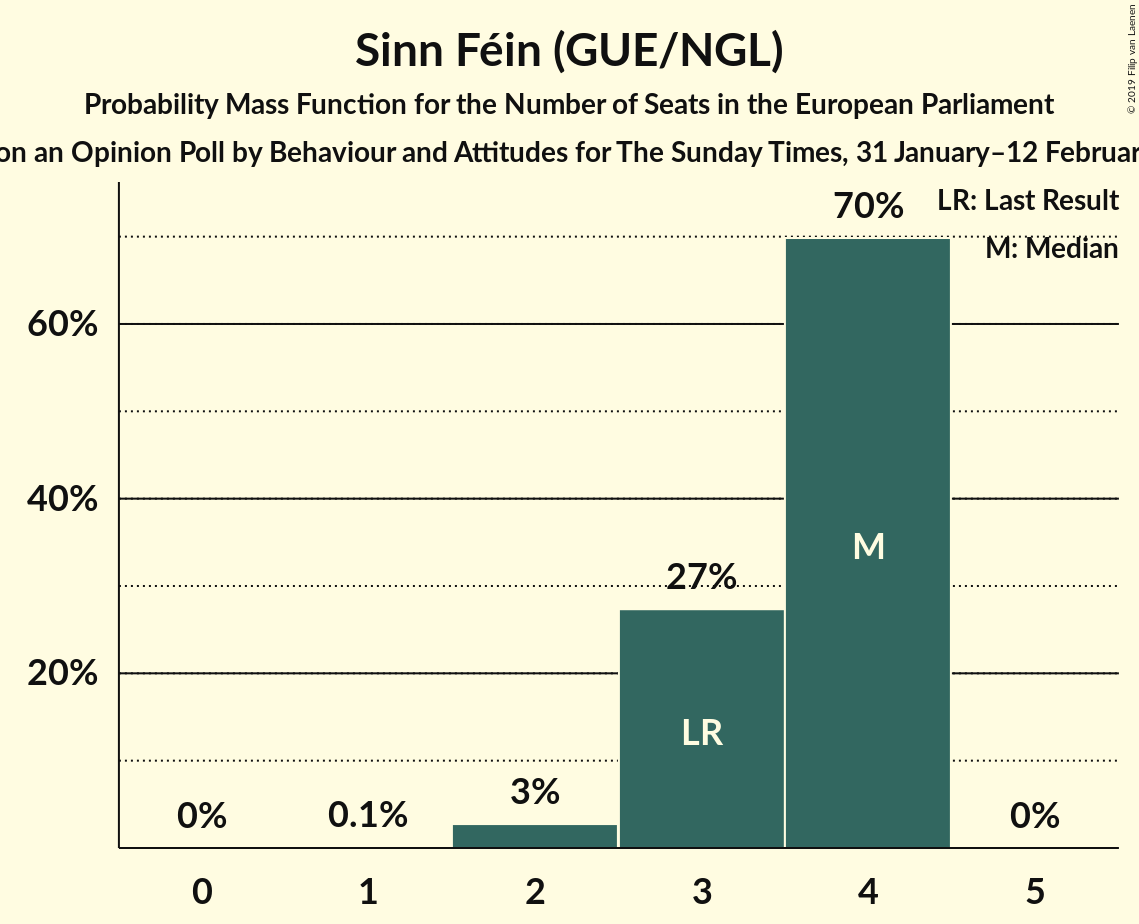 Sinn Féin (GUE/NGL)
Probability Mass Function for the Number of Seats in the European Parliament
on an Opinion Poll by Behaviour and Attitudes for The Sunday Times, 31 January–12 Februar
© 2019 Filip van Laenen
LR: Last Result
M: Median
70%
60%
40%
20%
27%
M
LR
3%
0%
0.1%
0%
0 1 2 3 4 5